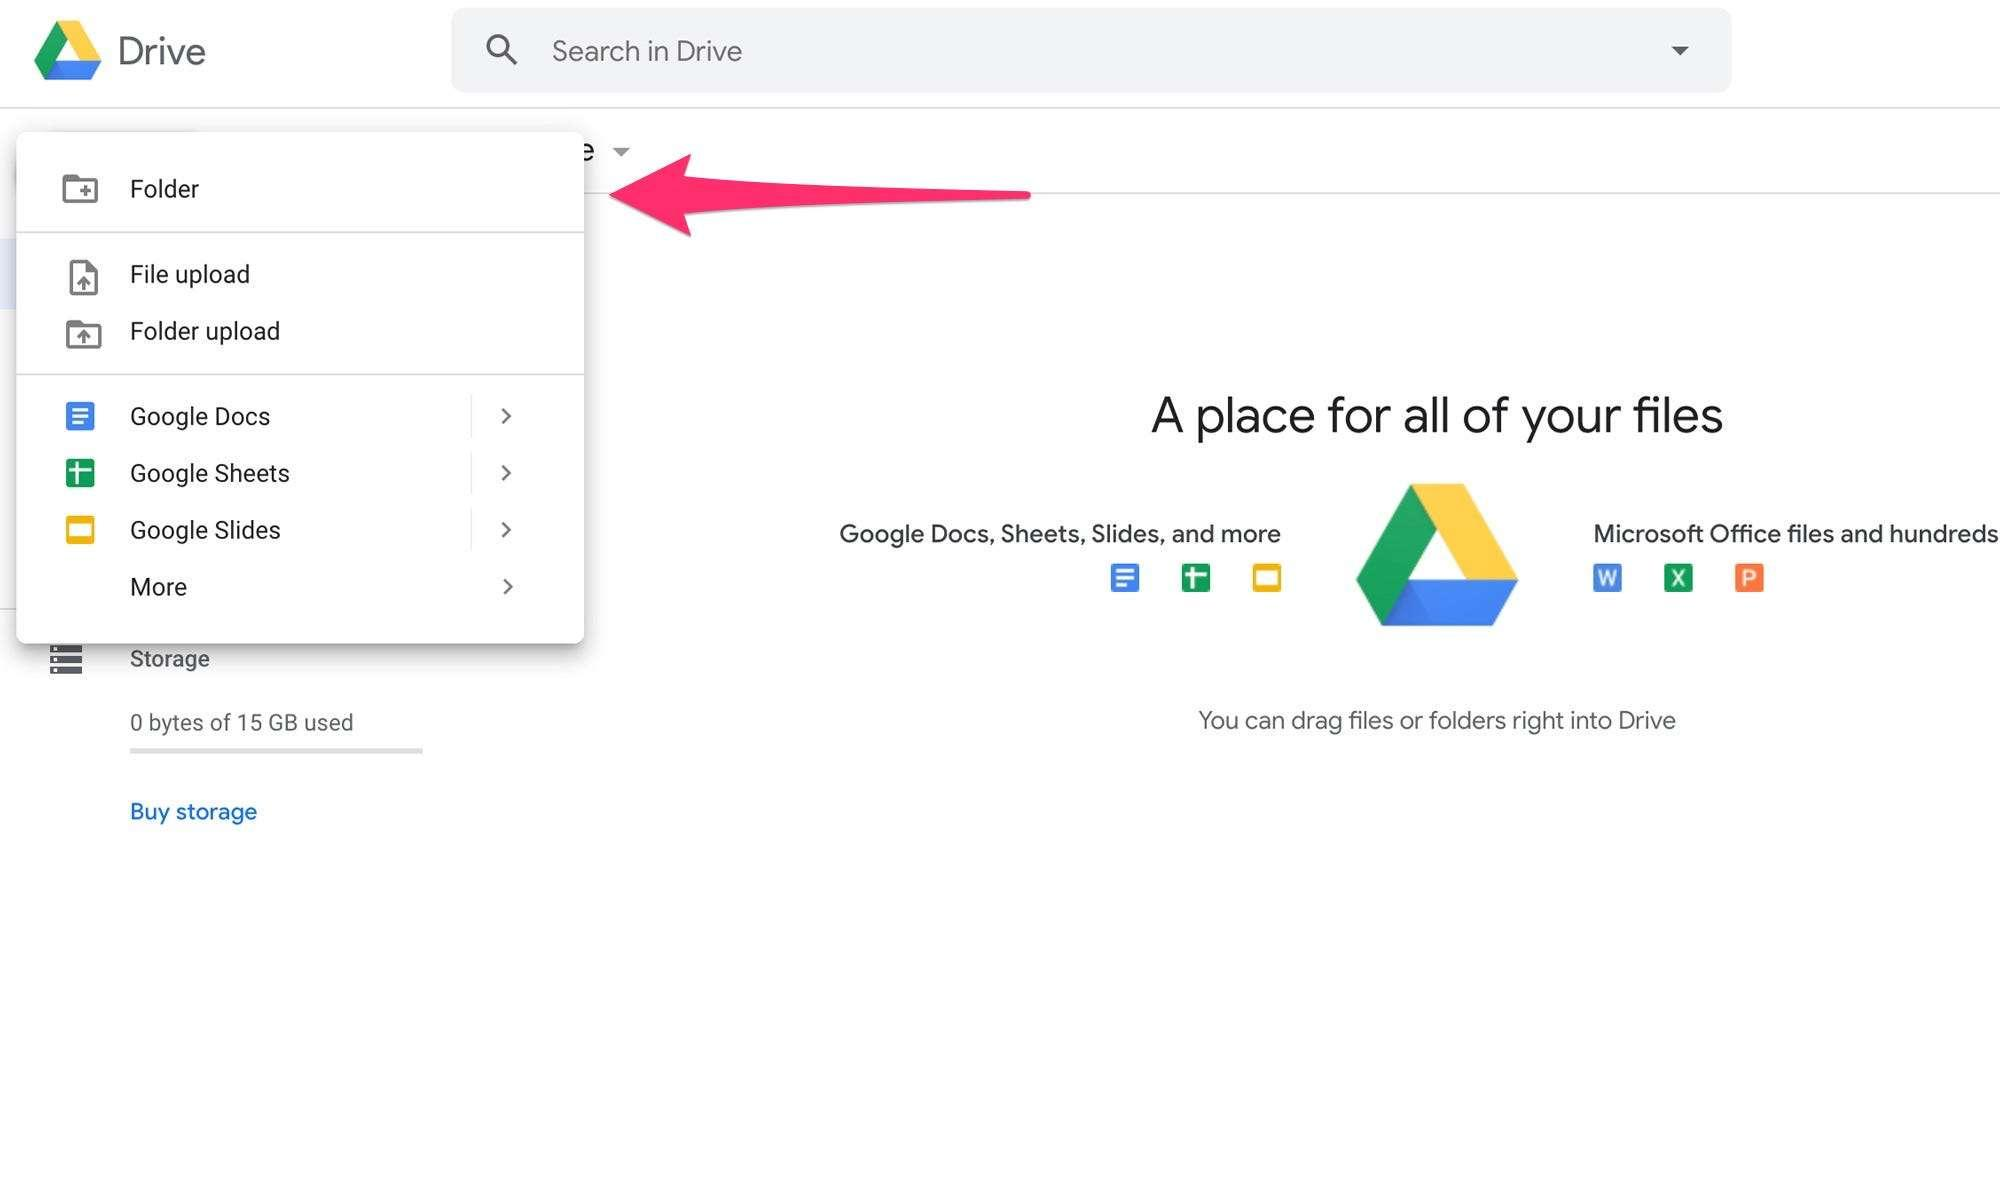 Drive
Search in Drive
e
Folder
File upload
Folder upload
Google Docs
Google Sheets
Google Slides
More
Storage
0 bytes of 15 GB used
Buy storage
A place for all of your files
Google Docs, Sheets, Slides, and more
Microsoft Office files and hundreds
W X P
You can drag files or folders right into Drive